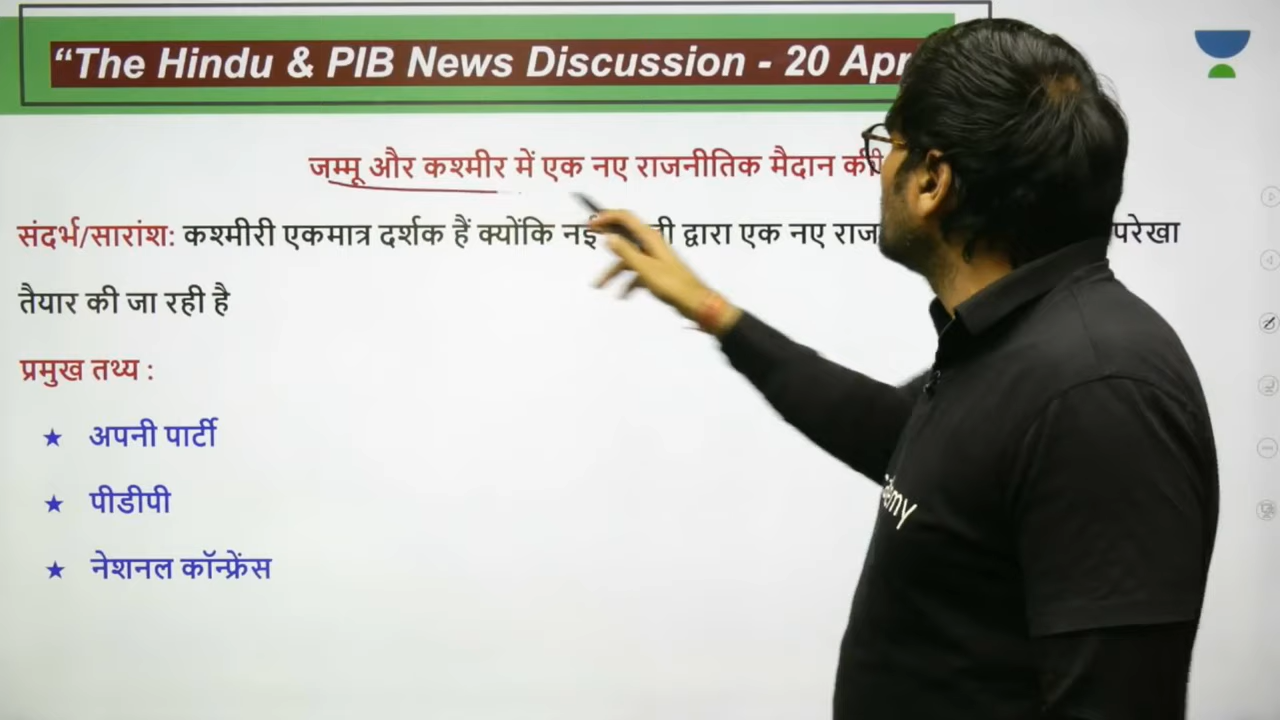 “The Hindu & PIB News Discussion - 20 Apr
जम्मू और कश्मीर में एक नए राजनीतिक मैदान की
संदर्भ/सारांश: कश्मीरी एकमात्र दर्शक हैं क्योंकि नई द्वारा एक नए
तैयार की जा रही है
प्रमुख तथ्य :
★ अपनी पार्टी
★ पीडीपी
★ नेशनल कॉन्फ्रेंस